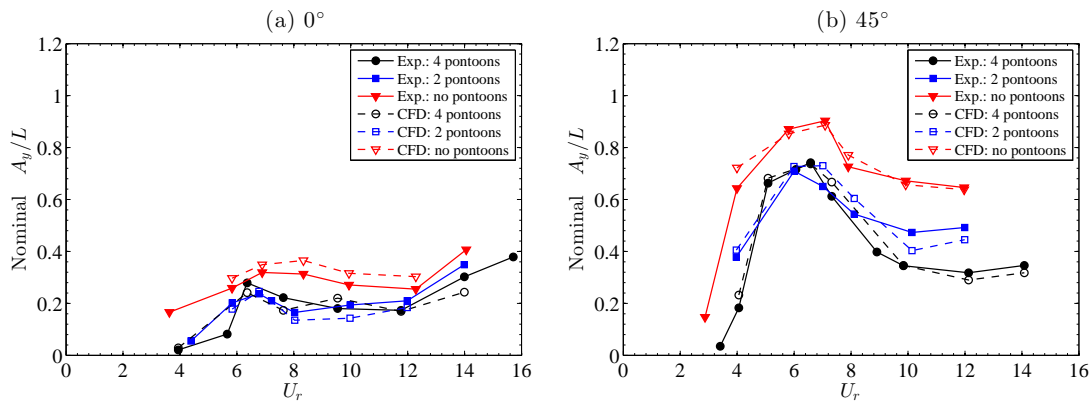 (a) 0°
Nominal A_y/L
1.2
1
0.8
0.6
0.4
0.2
0
0 2 4 6 8 10 12 14 16
U_r
Exp.: 4 pontoons
Exp.: 2 pontoons
Exp.: no pontoons
CFD: 4 pontoons
CFD: 2 pontoons
CFD: no pontoons
(b) 45°
Nominal A_y/L
1.2
1
0.8
0.6
0.4
0.2
0
0 2 4 6 8 10 12 14 16
U_r
Exp.: 4 pontoons
Exp.: 2 pontoons
Exp.: no pontoons
CFD: 4 pontoons
CFD: 2 pontoons
CFD: no pontoons